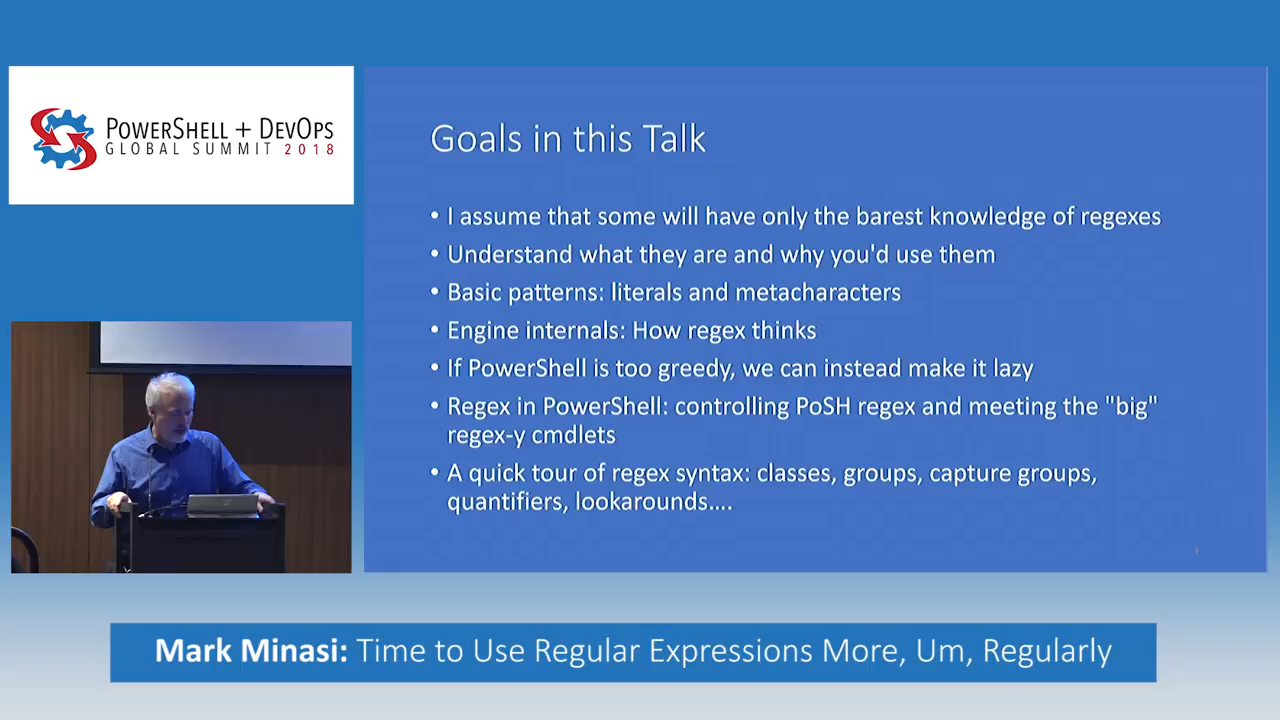 POWERSHELL + DEVOPS
GLOBAL SUMMIT 2018
Goals in this Talk
• I assume that some will have only the barest knowledge of regexes
• Understand what they are and why you'd use them
• Basic patterns: literals and metacharacters
• Engine internals: How regex thinks
• If PowerShell is too greedy, we can instead make it lazy
• Regex in PowerShell: controlling PoSH regex and meeting the "big"
regex-y cmdlets
• A quick tour of regex syntax: classes, groups, capture groups,
quantifiers, lookarounds....
Mark Minasi: Time to Use Regular Expressions More, Um, Regularly